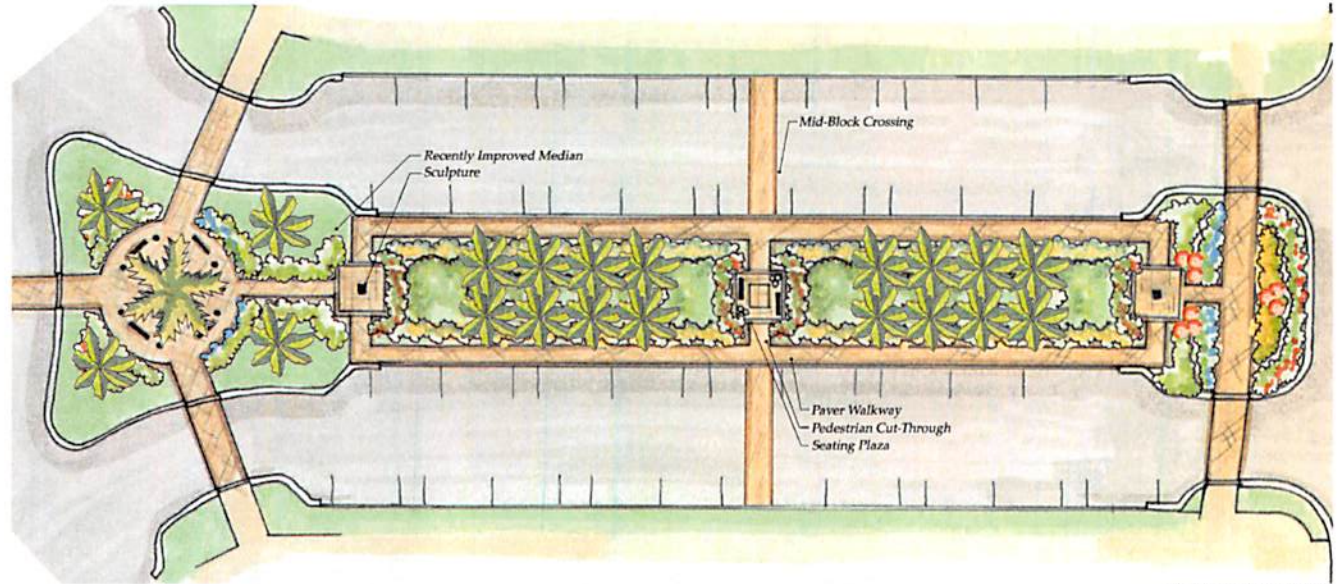 Mid-Block Crossing
Recently Improved Median
Sculpture
Paver Walkway
Pedestrian Cut-Through
Seating Plaza